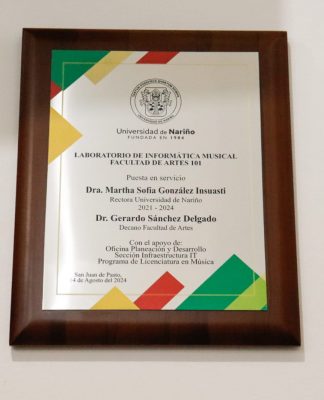 Universidad de Nariño
FUNDADA EN 1904
LABORATORIO DE INFORMÁTICA MUSICAL
FACULTAD DE ARTES 101
Puesta en servicio
Dra. Martha Sofía González Insuasti
Rectora Universidad de Nariño
2021 - 2024
Dr. Gerardo Sánchez Delgado
Decano Facultad de Artes
Con el apoyo de:
Oficina Planeación y Desarrollo
Sección Infraestructura IT
Programa de Licenciatura en Música
San Juan de Pasto,
14 de Agosto del 2024